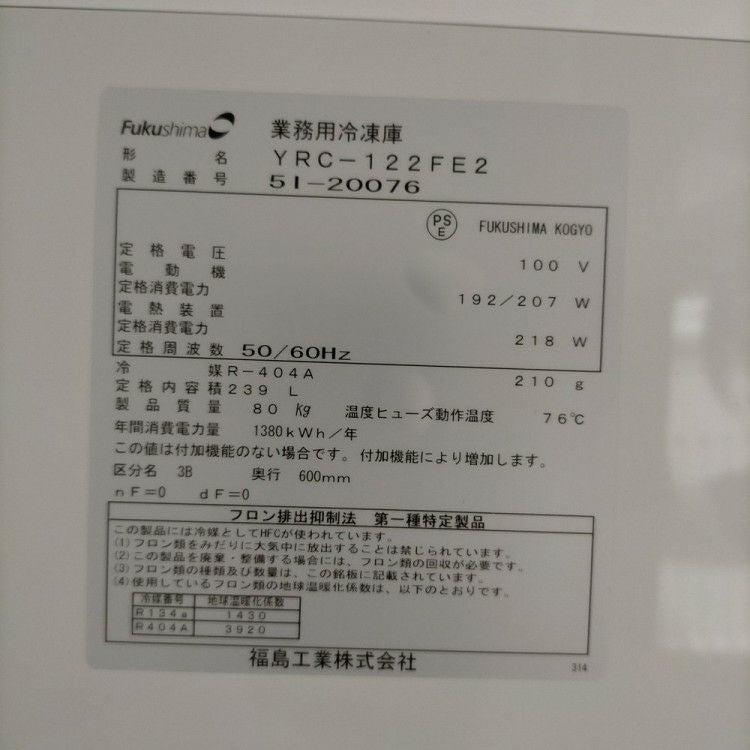 Fukushima 業務用冷凍庫
形名 YRC-122FE2
製造番号 51-20076
PSE FUKUSHIMA KOGYO
定格電圧 100 V
電動機
定格消費電力 192/207 W
電熱装置
定格消費電力 218 W
定格周波数 50/60Hz
冷媒 R-404A 210 g
定格内容積 239 L
製品質量 80 kg 温度ヒューズ動作温度 76℃
年間消費電力量 1380kWh/年
この値は付加機能のない場合です。付加機能により増加します。
区分名 3B 奥行 600mm
nF=0 dF=0
フロン排出抑制法 第一種特定製品
この製品には冷媒としてHFCが使われています。
(1)フロン類をみだりに大気中に放出することは禁じられています。
(2)この製品を廃棄・整備する場合には、フロン類の回収が必要です。
(3)フロン類の種類及び数量は、この銘板に記載されています。
(4)使用しているフロン類の地球温暖化係数は、以下のとおりです。
冷媒番号 地球温暖化係数
R134a 1430
R404A 3920
福島工業株式会社
314